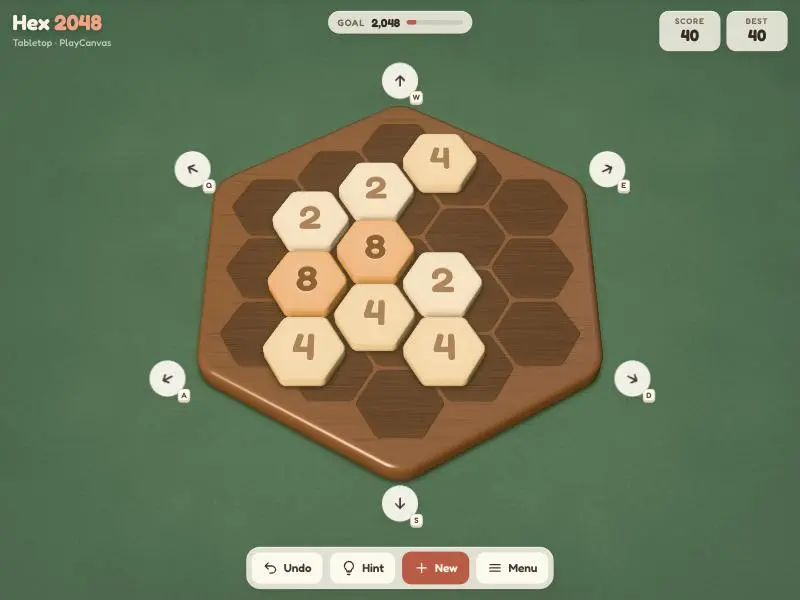 Hex 2048
Tabletop · PlayCanvas
GOAL 2,048
SCORE
40
BEST
40
W
Q
E
4
2
2
8
8
2
4
4
4
A
D
S
Undo
Hint
New
Menu